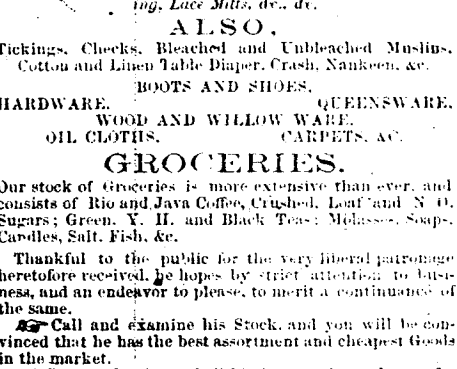 ing, Lace Mitts, &c., &c.
ALSO,
Tickings, Checks, Bleached and Unbleached Muslins,
Cotton and Linen Table Diaper, Crash, Nankeen, &c.
BOOTS AND SHOES,
HARDWARE, QUEENSWARE,
WOOD AND WILLOW WARE,
OIL CLOTHS, CARPETS, &C.
GROCERIES.
Our stock of Groceries is more extensive than ever, and
consists of Rio and Java Coffee, Crushed, Loaf and N O.
Sugars; Green, Y. H. and Black Teas; Molasses, Soaps,
Candles, Salt, Fish, &c.
Thankful to the public for the very liberal patronage
heretofore received, he hopes by strict attention to busi-
ness, and an endeavor to please, to merit a continuance of
the same.
☞Call and examine his Stock, and you will be con-
vinced that he has the best assortment and cheapest Goods
in the market.